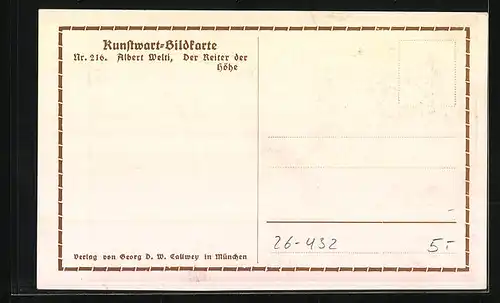 Kunstwart-Bildkarte
Nr. 216. Albert Welti, Der Reiter der
Höhe
26-432
5-
Verlag von Georg D. W. Callwey in München